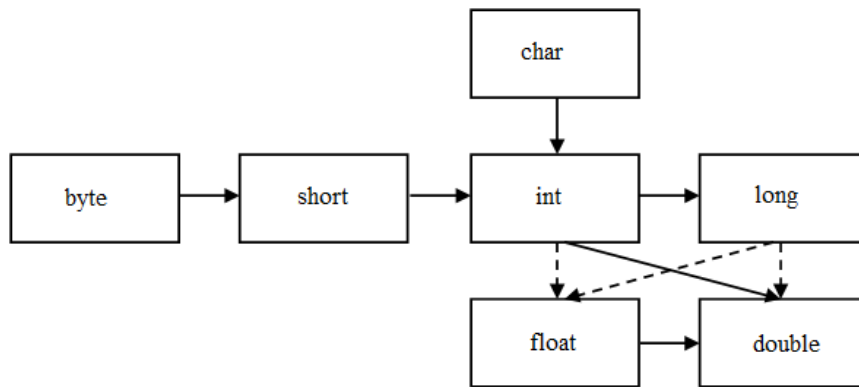 char
byte
short
int
long
float
double